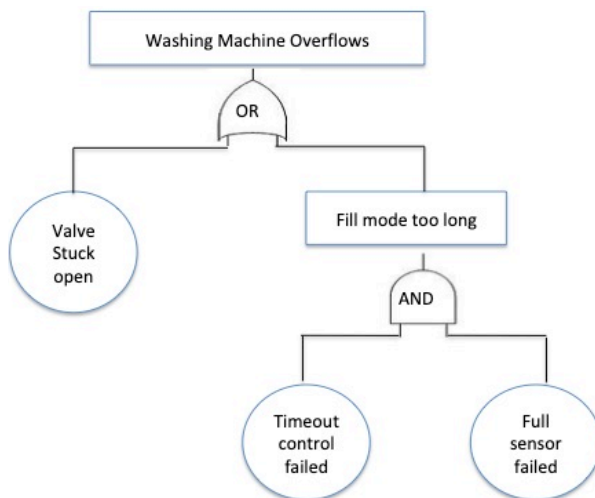 Washing Machine Overflows
OR
Valve
Stuck
open
Fill mode too long
AND
Timeout
control
failed
Full
sensor
failed